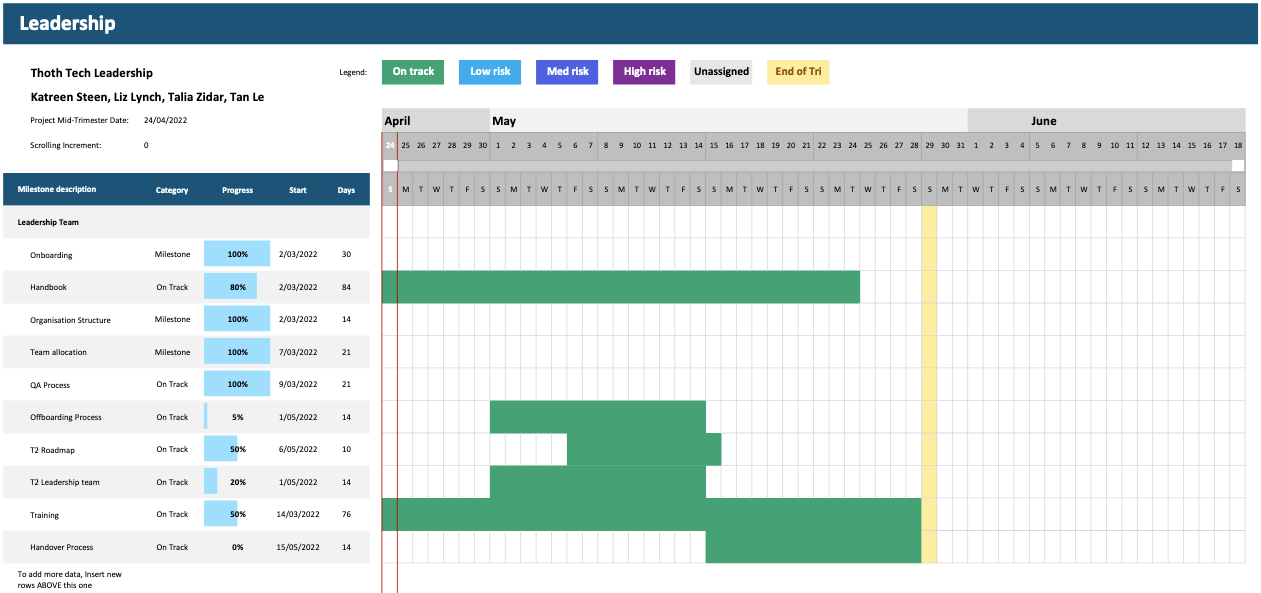 Leadership
Thoth Tech Leadership
Legend:
On track
Low risk
Med risk
High risk
Unassigned
End of Tri
Katreen Steen, Liz Lynch, Talia Zidar, Tan Le
Project Mid-Trimester Date: 24/04/2022
April May June
Scrolling Increment: 0
24 25 26 27 28 29 30 1 2 3 4 5 6 7 8 9 10 11 12 13 14 15 16 17 18 19 20 21 22 23 24 25 26 27 28 29 30 31 1 2 3 4 5 6 7 8 9 10 11 12 13 14 15 16 17 18
Milestone description Category Progress Start Days
S M T W T F S S M T W T F S S M T W T F S S M T W T F S S M T W T F S S M T W T F S S M T W T F S S M T W T F S
Leadership Team
Onboarding Milestone 100% 2/03/2022 30
Handbook On Track 80% 2/03/2022 84
Organisation Structure Milestone 100% 2/03/2022 14
Team allocation Milestone 100% 7/03/2022 21
QA Process On Track 100% 9/03/2022 21
Offboarding Process On Track 5% 1/05/2022 14
T2 Roadmap On Track 50% 6/05/2022 10
T2 Leadership team On Track 20% 1/05/2022 14
Training On Track 50% 14/03/2022 76
Handover Process On Track 0% 15/05/2022 14
To add more data, Insert new
rows ABOVE this one